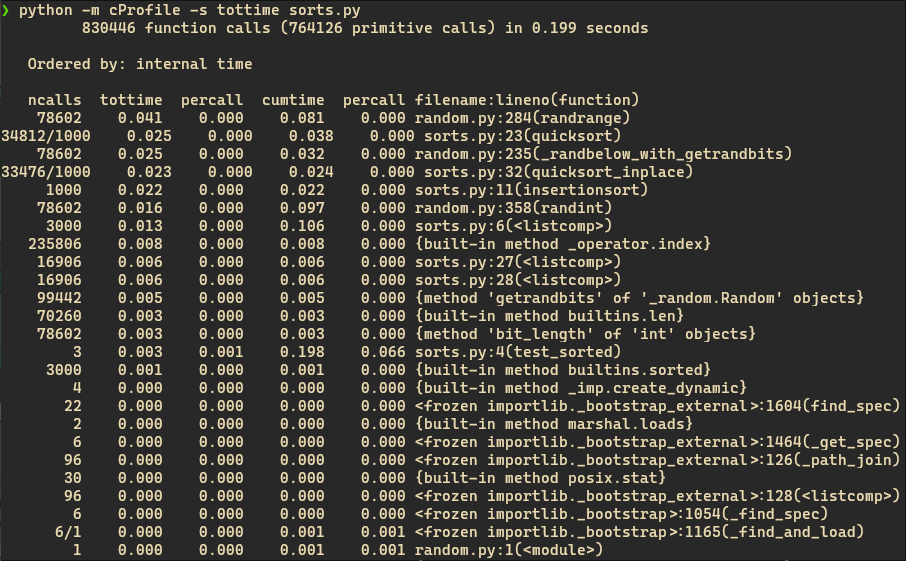 ❯ python -m cProfile -s tottime sorts.py
         830446 function calls (764126 primitive calls) in 0.199 seconds
   Ordered by: internal time
   ncalls  tottime  percall  cumtime  percall filename:lineno(function)
    78602    0.041    0.000    0.081    0.000 random.py:284(randrange)
34812/1000    0.025    0.000    0.038    0.000 sorts.py:23(quicksort)
    78602    0.025    0.000    0.032    0.000 random.py:235(_randbelow_with_getrandbits)
33476/1000    0.023    0.000    0.024    0.000 sorts.py:32(quicksort_inplace)
     1000    0.022    0.000    0.022    0.000 sorts.py:11(insertionsort)
    78602    0.016    0.000    0.097    0.000 random.py:358(randint)
     3000    0.013    0.000    0.106    0.000 sorts.py:6(<listcomp>)
   235806    0.008    0.000    0.008    0.000 {built-in method _operator.index}
    16906    0.006    0.000    0.006    0.000 sorts.py:27(<listcomp>)
    16906    0.006    0.000    0.006    0.000 sorts.py:28(<listcomp>)
    99442    0.005    0.000    0.005    0.000 {method 'getrandbits' of '_random.Random' objects}
    70260    0.003    0.000    0.003    0.000 {built-in method builtins.len}
    78602    0.003    0.000    0.003    0.000 {method 'bit_length' of 'int' objects}
        3    0.003    0.001    0.198    0.066 sorts.py:4(test_sorted)
     3000    0.001    0.000    0.001    0.000 {built-in method builtins.sorted}
        4    0.000    0.000    0.000    0.000 {built-in method _imp.create_dynamic}
       22    0.000    0.000    0.000    0.000 <frozen importlib._bootstrap_external>:1604(find_spec)
        2    0.000    0.000    0.000    0.000 {built-in method marshal.loads}
        6    0.000    0.000    0.000    0.000 <frozen importlib._bootstrap_external>:1464(_get_spec)
       96    0.000    0.000    0.000    0.000 <frozen importlib._bootstrap_external>:126(_path_join)
       30    0.000    0.000    0.000    0.000 {built-in method posix.stat}
       96    0.000    0.000    0.000    0.000 <frozen importlib._bootstrap_external>:128(<listcomp>)
        6    0.000    0.000    0.000    0.000 <frozen importlib._bootstrap>:1054(_find_spec)
      6/1    0.000    0.000    0.001    0.001 <frozen importlib._bootstrap>:1165(_find_and_load)
        1    0.000    0.000    0.001    0.001 random.py:1(<module>)